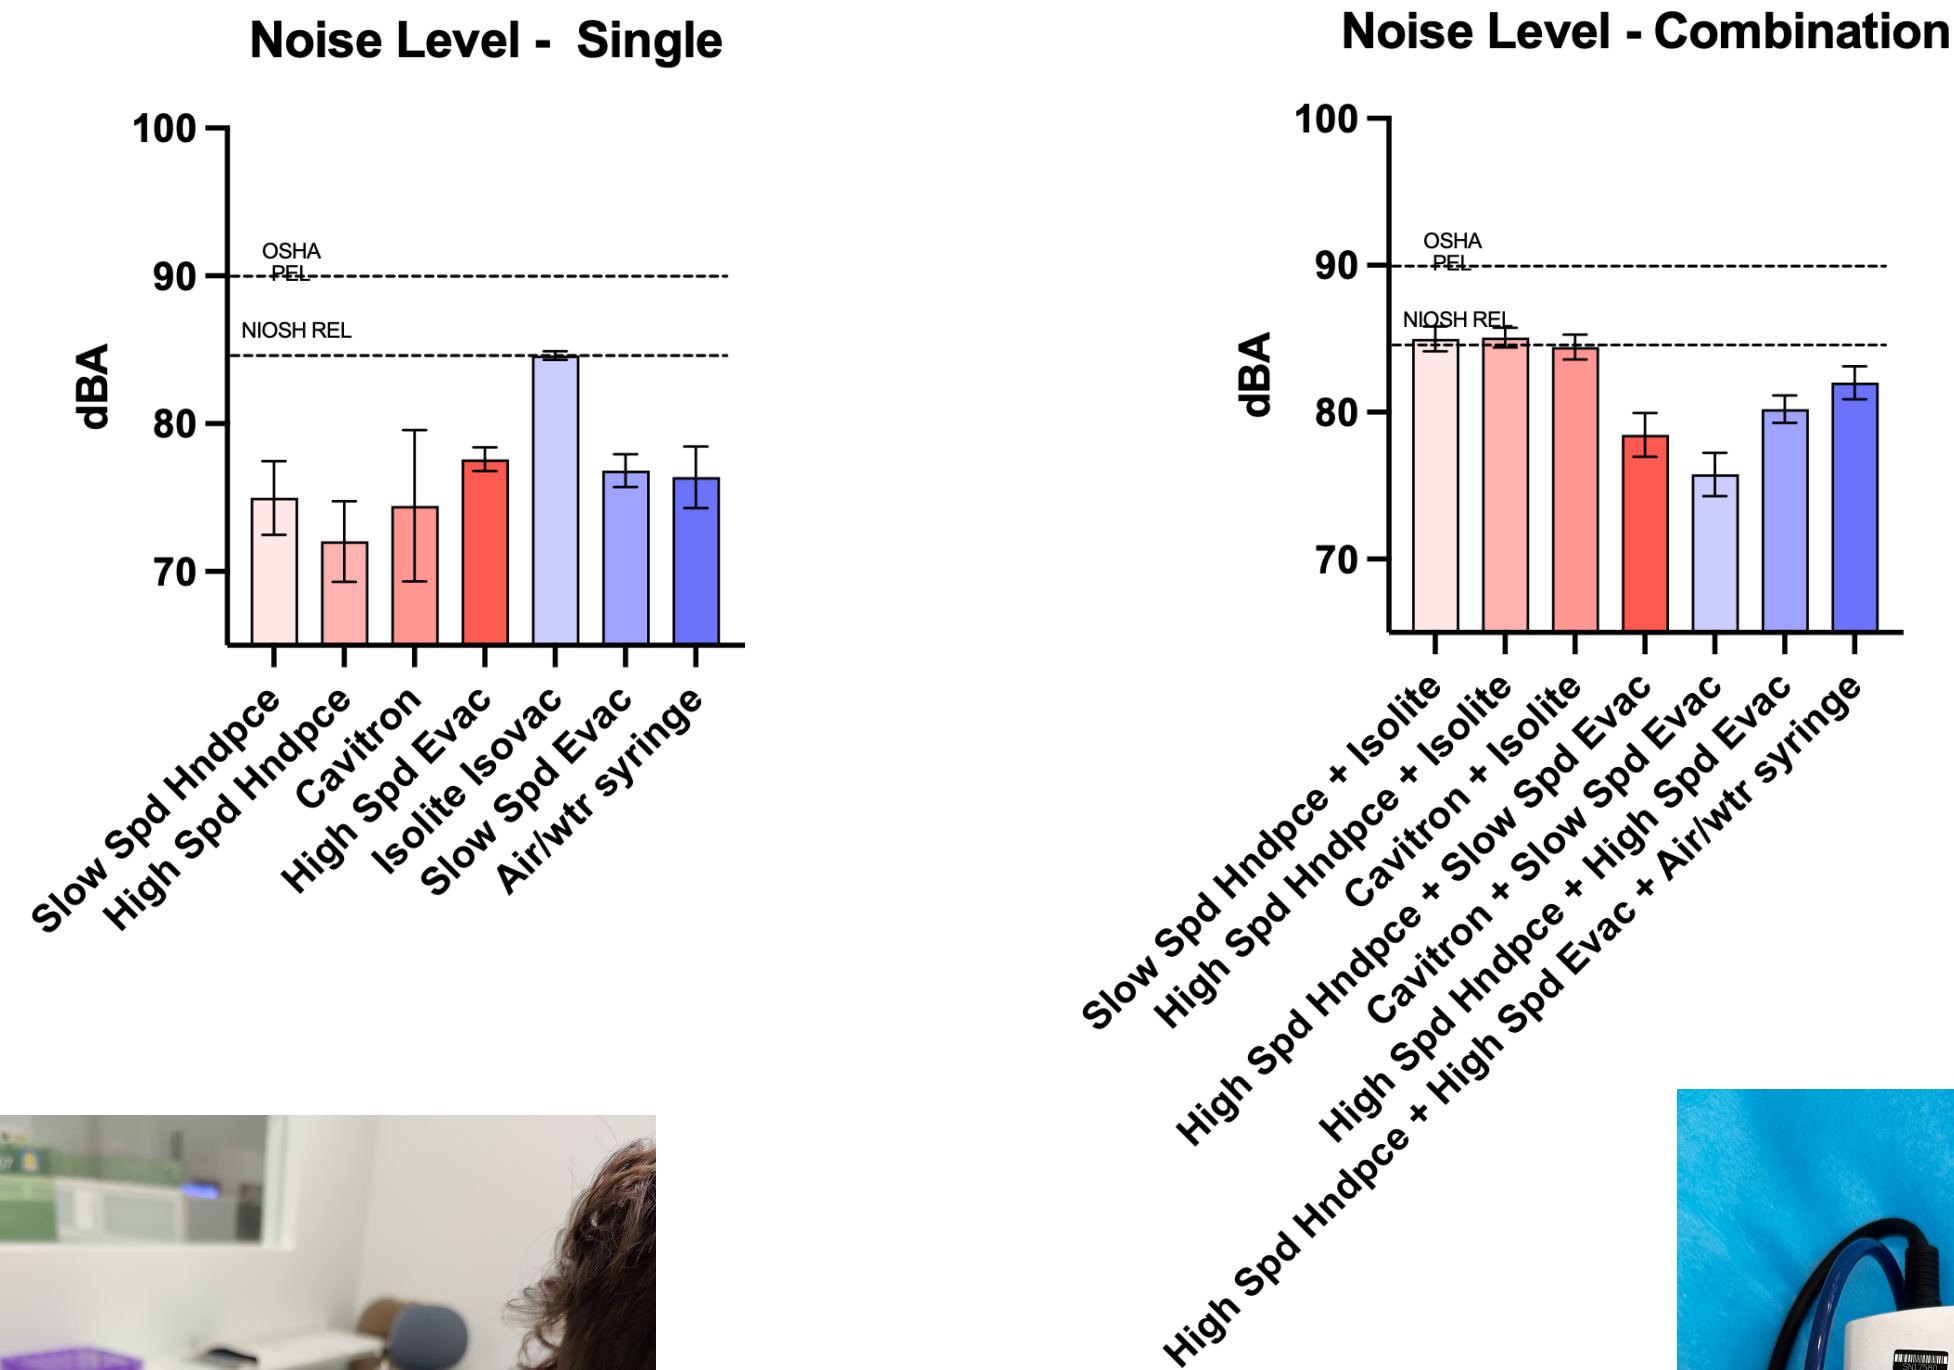 Noise Level -  Single
100
90
80
70
dBA
OSHA
PEL
NIOSH REL
Slow Spd Hndpce
High Spd Hndpce
Cavitron
High Spd Evac
Isolite Isovac
Slow Spd Evac
Air/wtr syringe
Noise Level - Combination
100
90
80
70
dBA
OSHA
PEL
NIOSH REL
Slow Spd Hndpce + Isolite
High Spd Hndpce + Isolite
Cavitron + Isolite
High Spd Hndpce + Slow Spd Evac
Cavitron + Slow Spd Evac
High Spd Hndpce + High Spd Evac
High Spd Hndpce + High Spd Evac + Air/wtr syringe